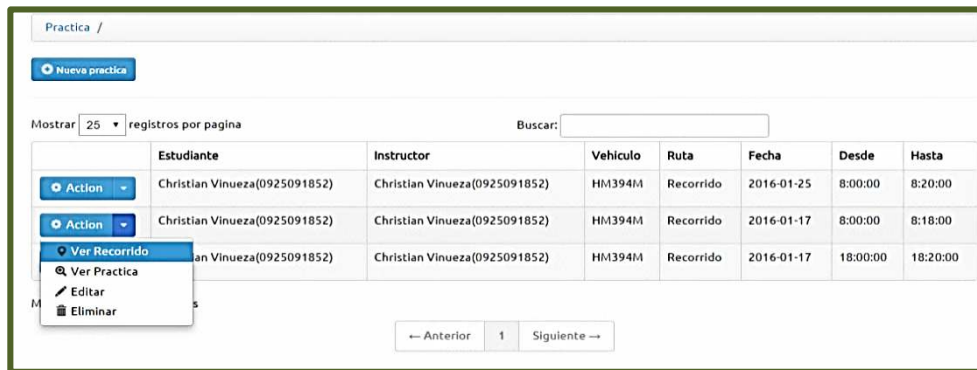 Practica /
Nueva practica
Mostrar 25 registros por pagina Buscar:
Estudiante Instructor Vehiculo Ruta Fecha Desde Hasta
Action Christian Vinueza(0925091852) Christian Vinueza(0925091852) HM394M Recorrido 2016-01-25 8:00:00 8:20:00
Action Christian Vinueza(0925091852) Christian Vinueza(0925091852) HM394M Recorrido 2016-01-17 8:00:00 8:18:00
Ver Recorrido
ian Vinueza(0925091852) Christian Vinueza(0925091852) HM394M Recorrido 2016-01-17 18:00:00 18:20:00
Ver Practica
Editar
M s
Eliminar
← Anterior 1 Siguiente →